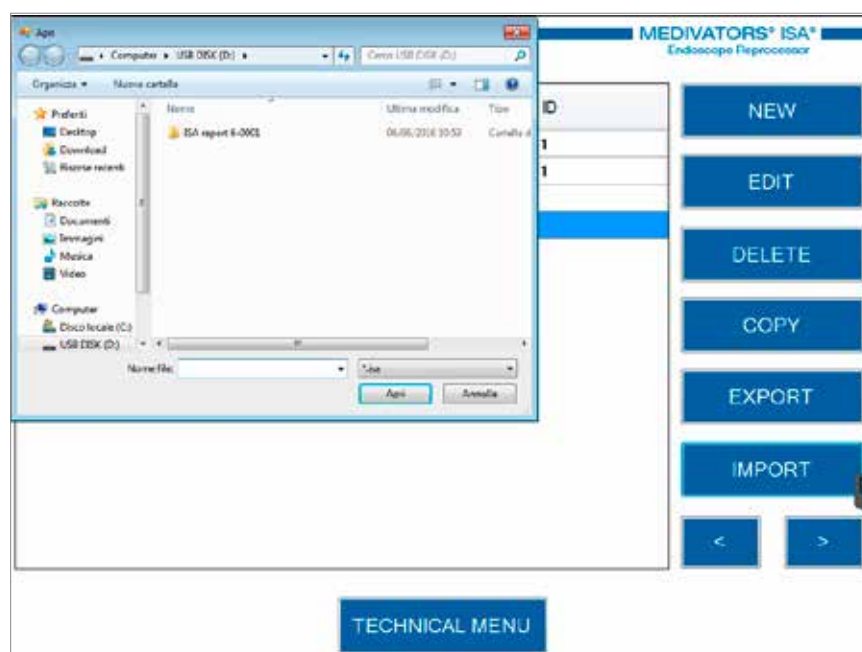 Apri
MEDIVATORS® ISA®
Endoscope Reprocessor
Computer ▸ USB DISK (D:) ▸
Cerca USB DISK (D:)
Organizza
Nuova cartella
Preferiti
Desktop
Download
Risorse recenti
Raccolte
Documenti
Immagini
Musica
Video
Computer
Disco locale (C:)
USB DISK (D:)
Nome
Ultima modifica
Tipo
ISA report 6-0001
Cartella d
Nome file:
*.isa
Apri
Annulla
ID
1
1
NEW
EDIT
DELETE
COPY
EXPORT
IMPORT
<
>
TECHNICAL MENU